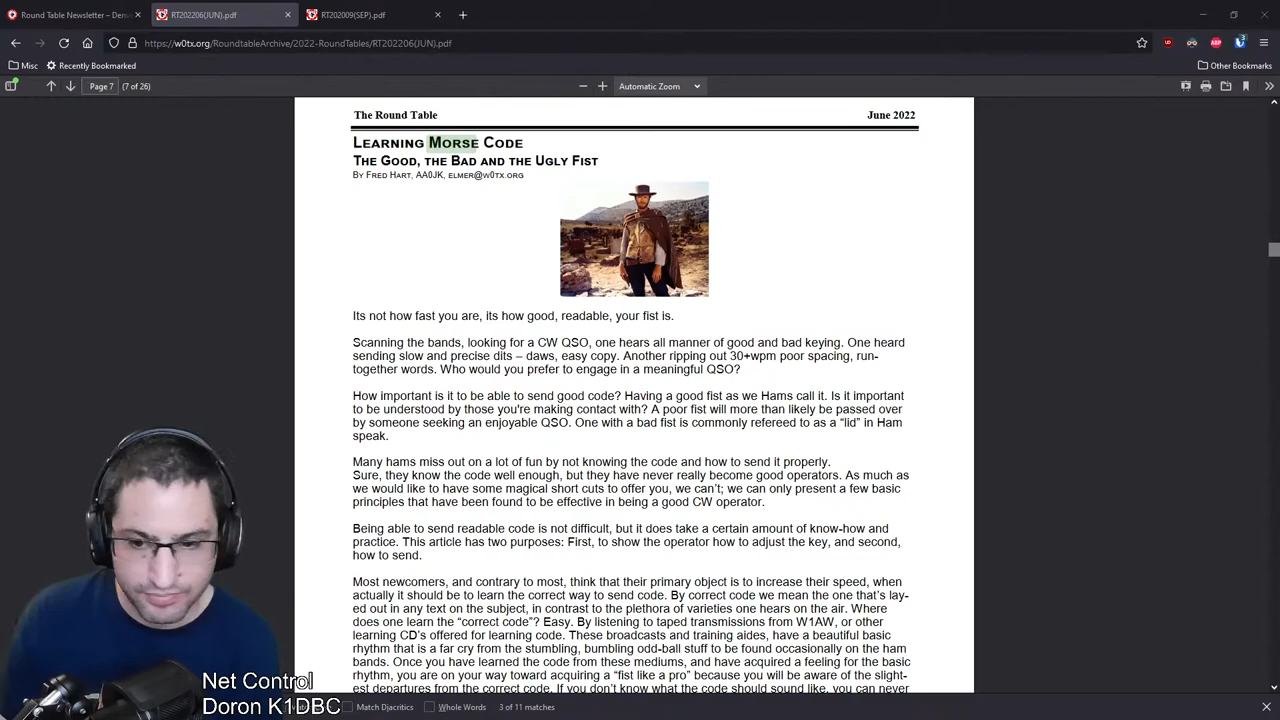 Round Table Newsletter – Den
RT202206(JUN).pdf
RT202009(SEP).pdf
https://w0tx.org/RoundtableArchive/2022-RoundTables/RT202206(JUN).pdf
Misc
Recently Bookmarked
Other Bookmarks
Page 7
(7 of 26)
Automatic Zoom
The Round Table
June 2022
Learning Morse Code
The Good, the Bad and the Ugly Fist
By Fred Hart, AA0JK, elmer@w0tx.org
Its not how fast you are, its how good, readable, your fist is.
Scanning the bands, looking for a CW QSO, one hears all manner of good and bad keying. One heard
sending slow and precise dits – daws, easy copy. Another ripping out 30+wpm poor spacing, run-
together words. Who would you prefer to engage in a meaningful QSO?
How important is it to be able to send good code? Having a good fist as we Hams call it. Is it important
to be understood by those you're making contact with? A poor fist will more than likely be passed over
by someone seeking an enjoyable QSO. One with a bad fist is commonly refereed to as a “lid” in Ham
speak.
Many hams miss out on a lot of fun by not knowing the code and how to send it properly.
Sure, they know the code well enough, but they have never really become good operators. As much as
we would like to have some magical short cuts to offer you, we can’t; we can only present a few basic
principles that have been found to be effective in being a good CW operator.
Being able to send readable code is not difficult, but it does take a certain amount of know-how and
practice. This article has two purposes: First, to show the operator how to adjust the key, and second,
how to send.
Most newcomers, and contrary to most, think that their primary object is to increase their speed, when
actually it should be to learn the correct way to send code. By correct code we mean the one that’s lay-
ed out in any text on the subject, in contrast to the plethora of varieties one hears on the air. Where
does one learn the “correct code”? Easy. By listening to taped transmissions from W1AW, or other
learning CD’s offered for learning code. These broadcasts and training aides, have a beautiful basic
rhythm that is a far cry from the stumbling, bumbling odd-ball stuff to be found occasionally on the ham
bands. Once you have learned the code from these mediums, and have acquired a feeling for the basic
rhythm, you are on your way toward acquiring a “fist like a pro” because you will be aware of the slight-
est departures from the correct code. If you don’t know what the code should sound like, you can never
Net Control
Doron K1DBC
Match Diacritics
Whole Words
3 of 11 matches